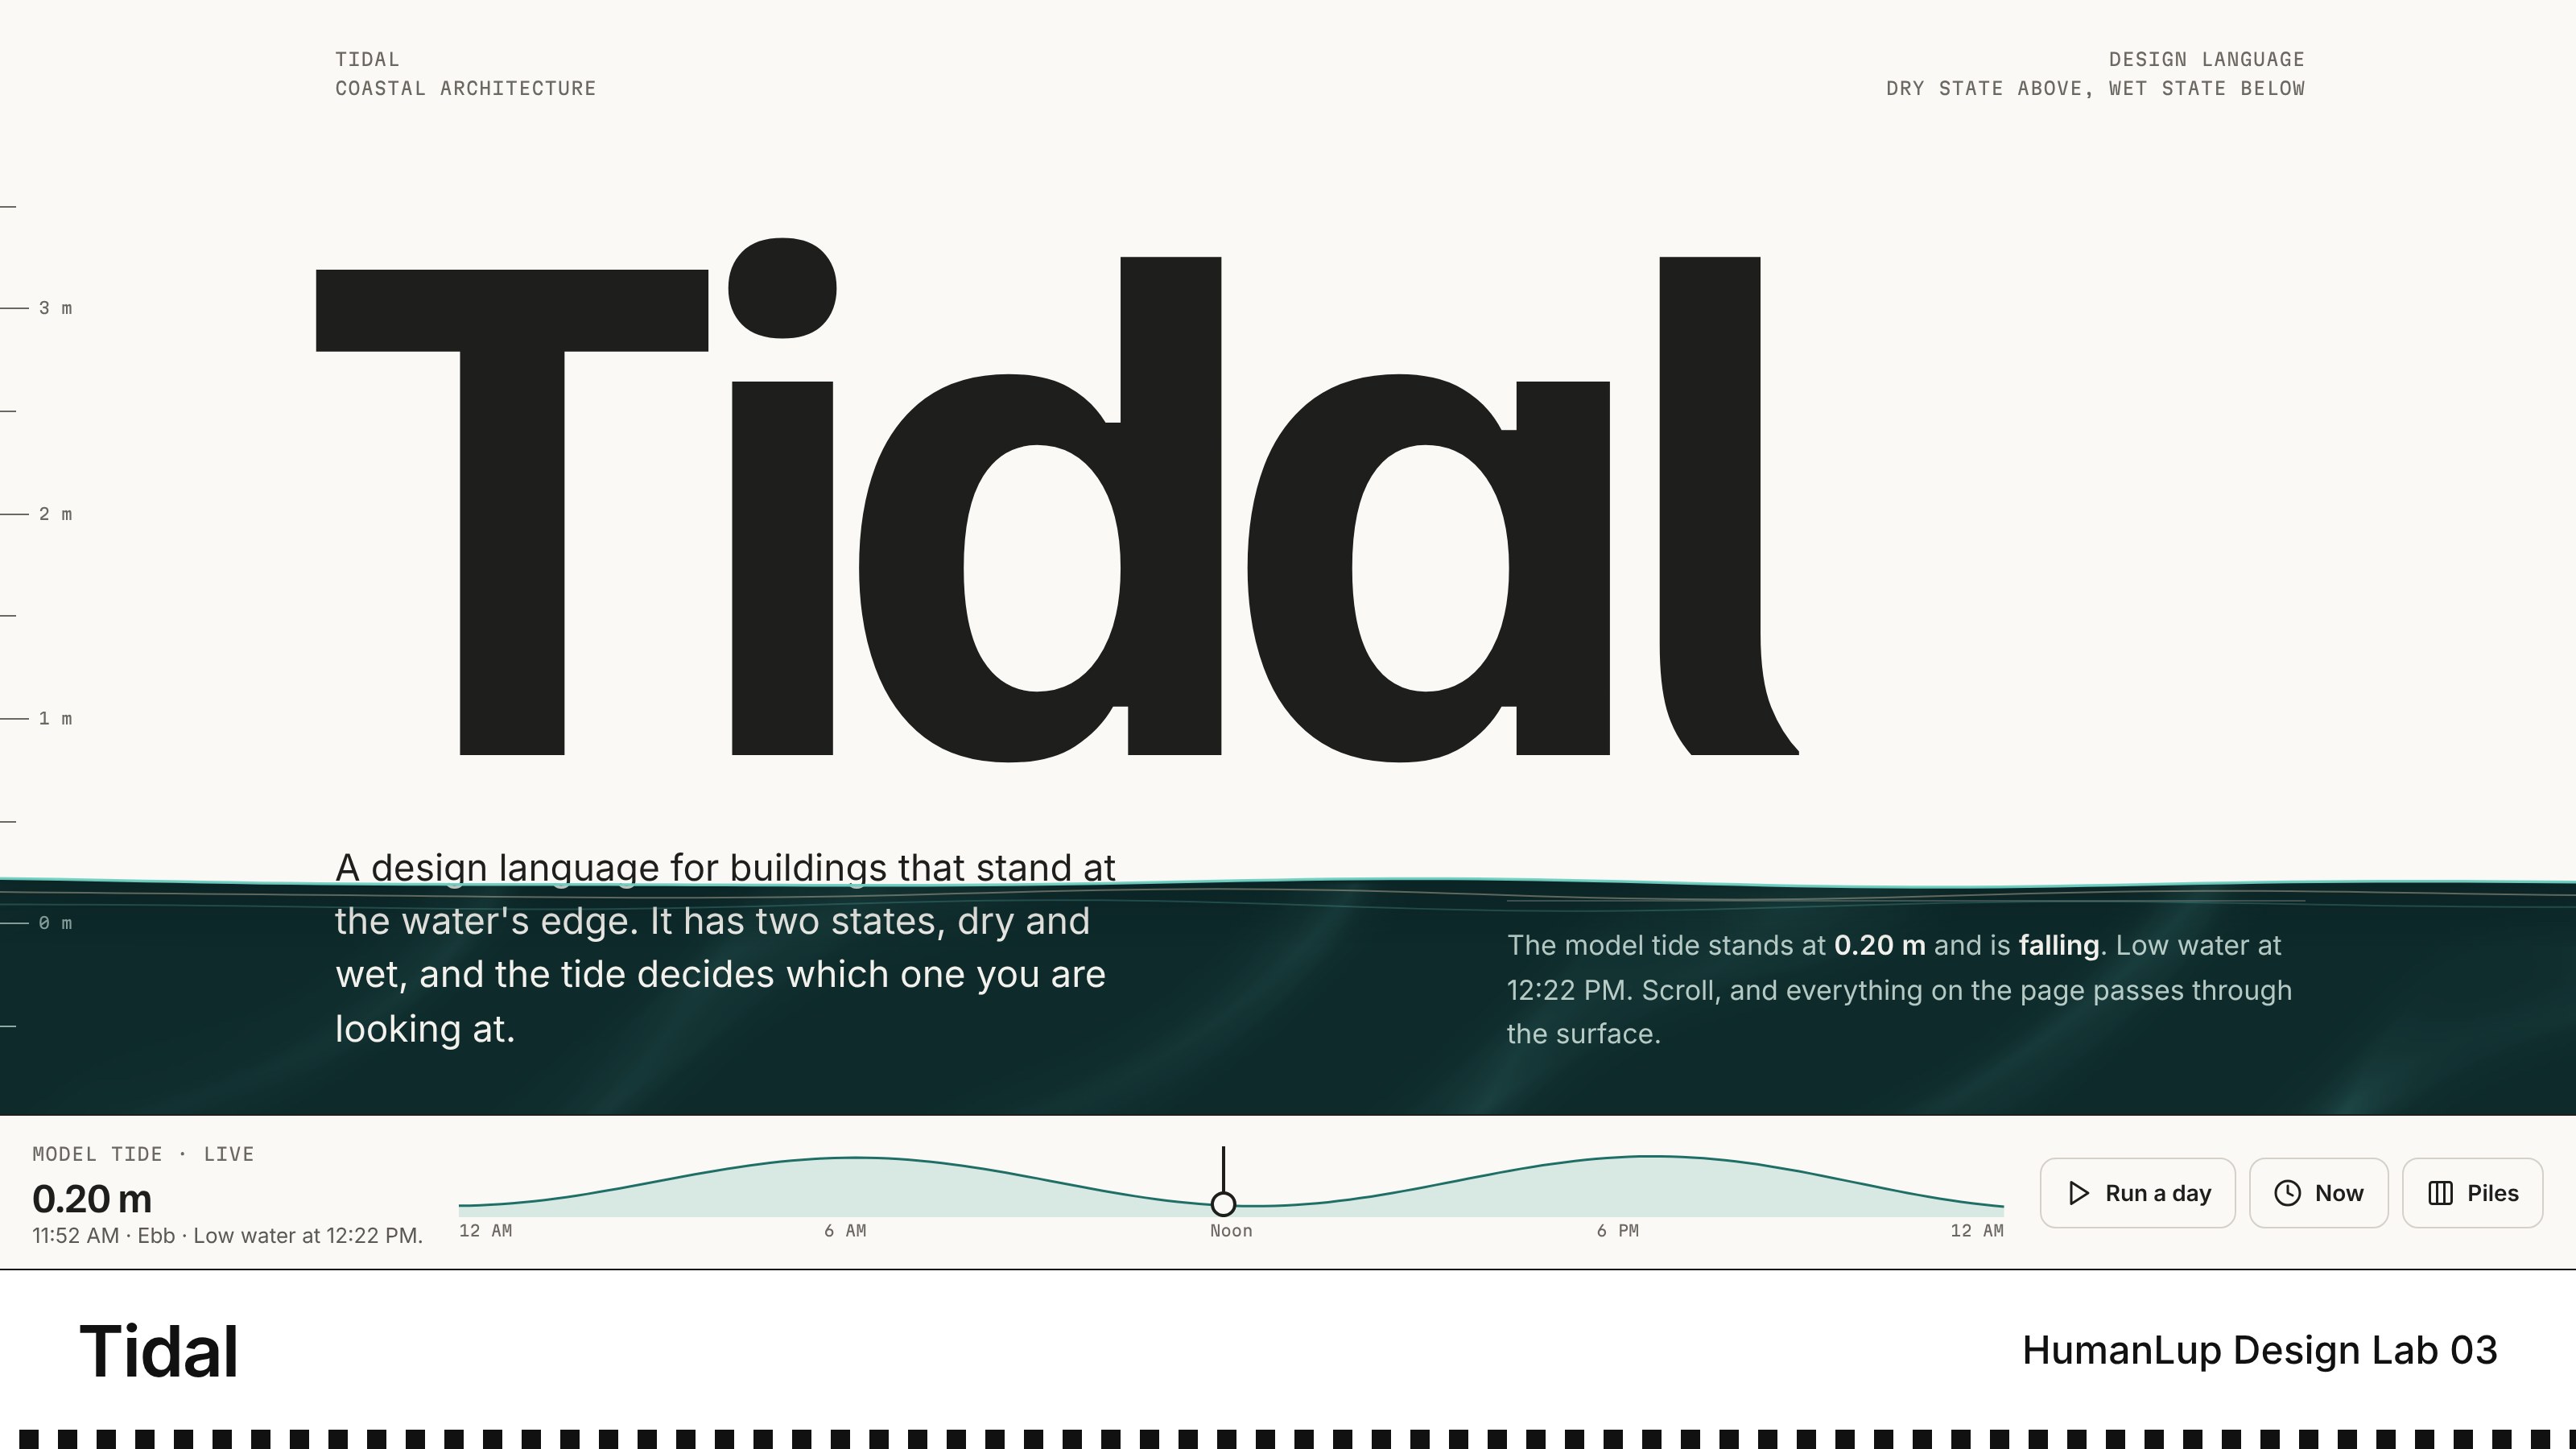 TIDAL
COASTAL ARCHITECTURE
DESIGN LANGUAGE
DRY STATE ABOVE, WET STATE BELOW
3 m
2 m
1 m
0 m
Tidal
A design language for buildings that stand at
the water's edge. It has two states, dry and
wet, and the tide decides which one you are
looking at.
The model tide stands at 0.20 m and is falling. Low water at
12:22 PM. Scroll, and everything on the page passes through
the surface.
MODEL TIDE · LIVE
0.20 m
11:52 AM · Ebb · Low water at 12:22 PM.
12 AM
6 AM
Noon
6 PM
12 AM
Run a day
Now
Piles
Tidal
HumanLup Design Lab 03